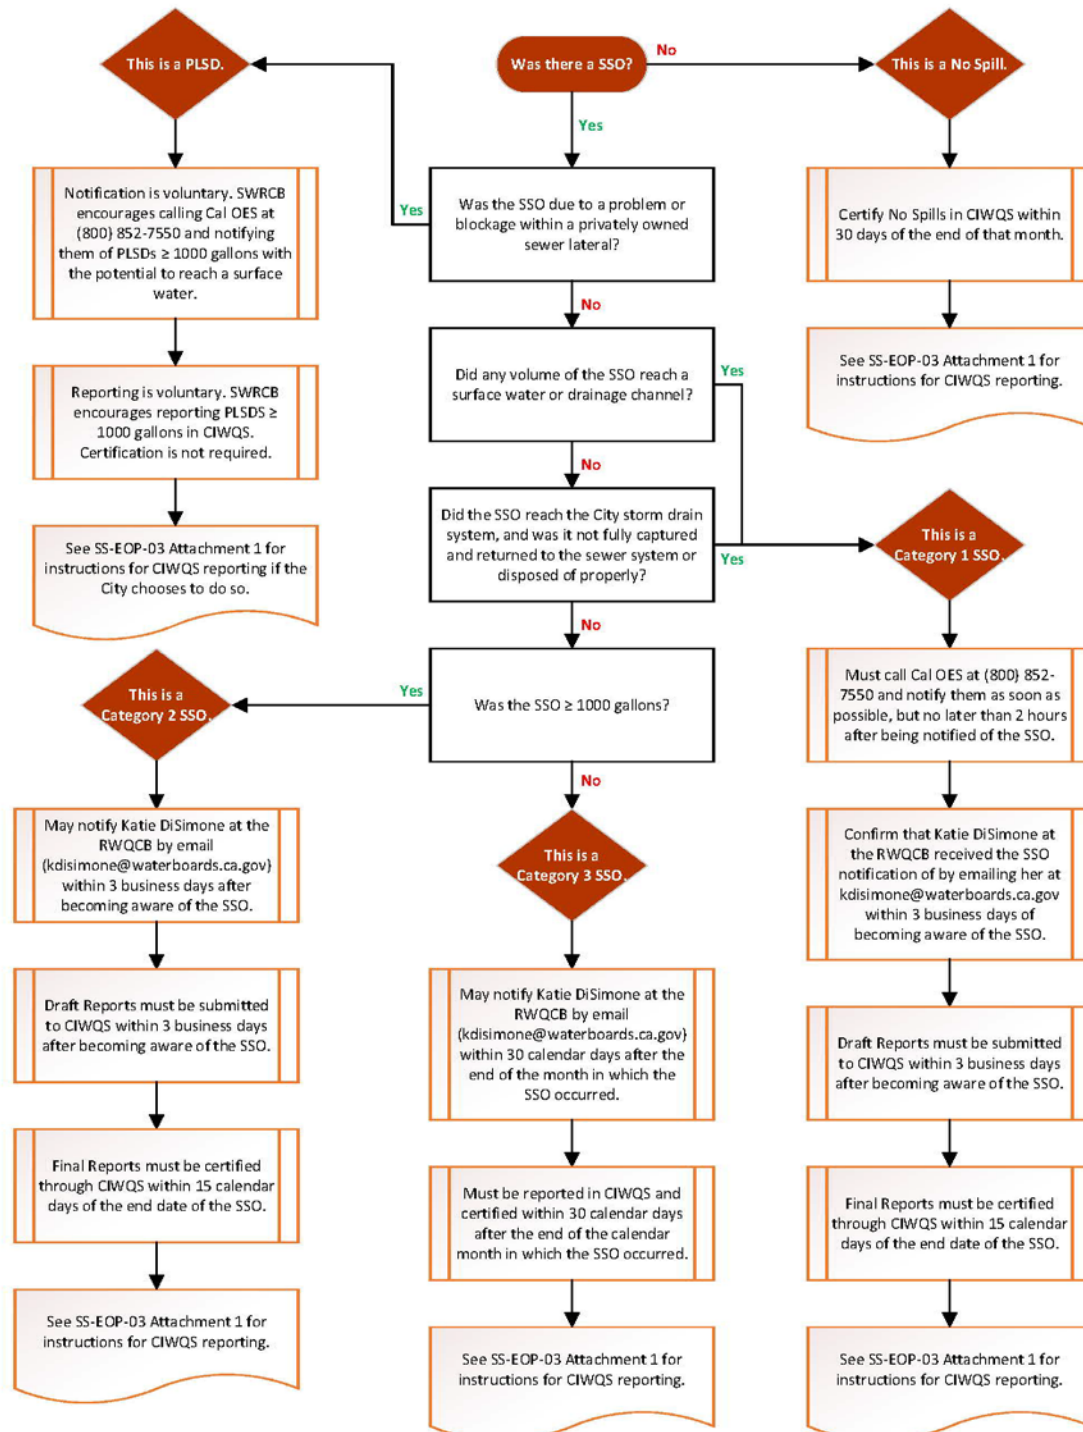 This is a PLSD.
Was there a SSO?
No
This is a No Spill.
Yes
Notification is voluntary. SWRCB
encourages calling Cal OES at
(800) 852-7550 and notifying
them of PLSDs ≥ 1000 gallons with
the potential to reach a surface
water.
Yes
Was the SSO due to a problem or
blockage within a privately owned
sewer lateral?
Certify No Spills in CIWQS within
30 days of the end of that month.
No
Reporting is voluntary. SWRCB
encourages reporting PLSDS ≥
1000 gallons in CIWQS.
Certification is not required.
Did any volume of the SSO reach a
surface water or drainage channel?
Yes
See SS-EOP-03 Attachment 1 for
instructions for CIWQS reporting.
No
See SS-EOP-03 Attachment 1 for
instructions for CIWQS reporting if the
City chooses to do so.
Did the SSO reach the City storm drain
system, and was it not fully captured
and returned to the sewer system or
disposed of properly?
Yes
This is a
Category 1 SSO.
No
This is a
Category 2 SSO.
Yes
Was the SSO ≥ 1000 gallons?
Must call Cal OES at (800) 852-
7550 and notify them as soon as
possible, but no later than 2 hours
after being notified of the SSO.
No
May notify Katie DiSimone at the
RWQCB by email
(kdisimone@waterboards.ca.gov)
within 3 business days after
becoming aware of the SSO.
This is a
Category 3 SSO.
Confirm that Katie DiSimone at
the RWQCB received the SSO
notification of by emailing her at
kdisimone@waterboards.ca.gov
within 3 business days of
becoming aware of the SSO.
Draft Reports must be submitted
to CIWQS within 3 business days
after becoming aware of the SSO.
May notify Katie DiSimone at the
RWQCB by email
(kdisimone@waterboards.ca.gov)
within 30 calendar days after the
end of the month in which the
SSO occurred.
Draft Reports must be submitted
to CIWQS within 3 business days
after becoming aware of the SSO.
Final Reports must be certified
through CIWQS within 15 calendar
days of the end date of the SSO.
Must be reported in CIWQS and
certified within 30 calendar days
after the end of the calendar
month in which the SSO occurred.
Final Reports must be certified
through CIWQS within 15 calendar
days of the end date of the SSO.
See SS-EOP-03 Attachment 1 for
instructions for CIWQS reporting.
See SS-EOP-03 Attachment 1 for
instructions for CIWQS reporting.
See SS-EOP-03 Attachment 1 for
instructions for CIWQS reporting.